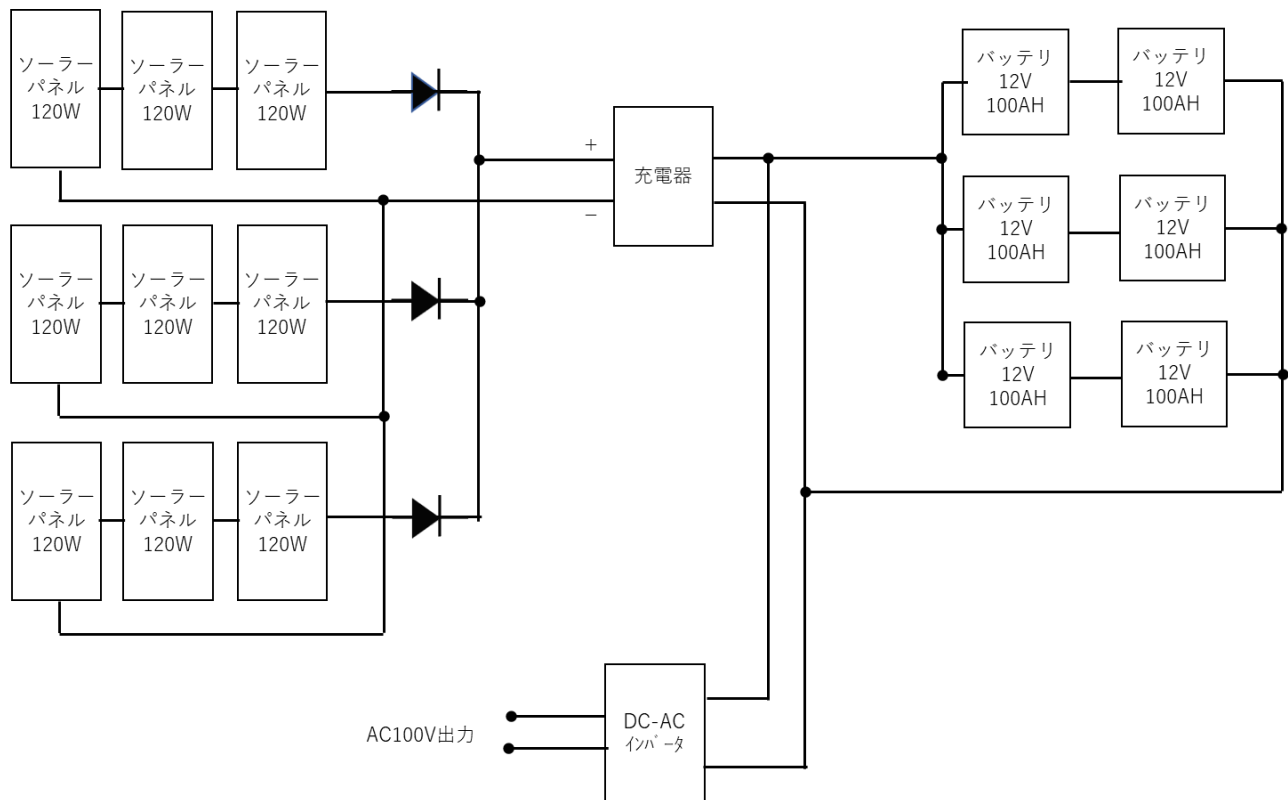 ソーラー
パネル
120W
ソーラー
パネル
120W
ソーラー
パネル
120W
バッテリ
12V
100AH
バッテリ
12V
100AH
+
充電器
−
バッテリ
12V
100AH
バッテリ
12V
100AH
ソーラー
パネル
120W
ソーラー
パネル
120W
ソーラー
パネル
120W
バッテリ
12V
100AH
バッテリ
12V
100AH
ソーラー
パネル
120W
ソーラー
パネル
120W
ソーラー
パネル
120W
AC100V出力
DC-AC
インバータ